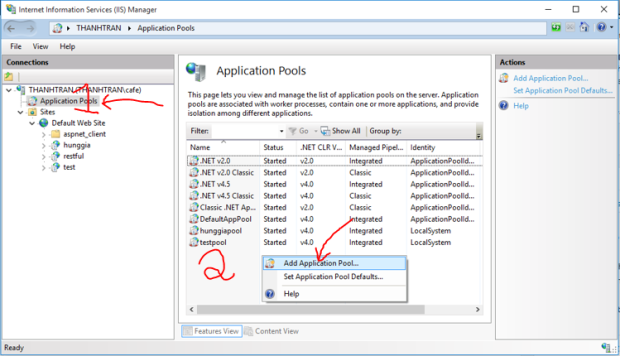 Internet Information Services (IIS) Manager
THANHTRAN
Application Pools
File View Help
Connections
THANHTRAN (THANHTRAN\cafe)
Application Pools
Sites
Default Web Site
aspnet_client
hunggia
restful
test
1
Application Pools
This page lets you view and manage the list of application pools on the server. Application
pools are associated with worker processes, contain one or more applications, and provide
isolation among different applications.
Filter: Go Show All Group by:
Name Status .NET CLR V... Managed Pipel... Identity
.NET v2.0 Started v2.0 Integrated ApplicationPoolId...
.NET v2.0 Classic Started v2.0 Classic ApplicationPoolId...
.NET v4.5 Started v4.0 Integrated ApplicationPoolId...
.NET v4.5 Classic Started v4.0 Classic ApplicationPoolId...
Classic .NET Ap... Started v2.0 Classic ApplicationPoolId...
DefaultAppPool Started v4.0 Integrated ApplicationPoolId...
hunggiapool Started v4.0 Integrated LocalSystem
testpool Started v4.0 Integrated LocalSystem
2
Add Application Pool...
Set Application Pool Defaults...
Help
Features View Content View
Actions
Add Application Pool...
Set Application Pool Defaults...
Help
Ready